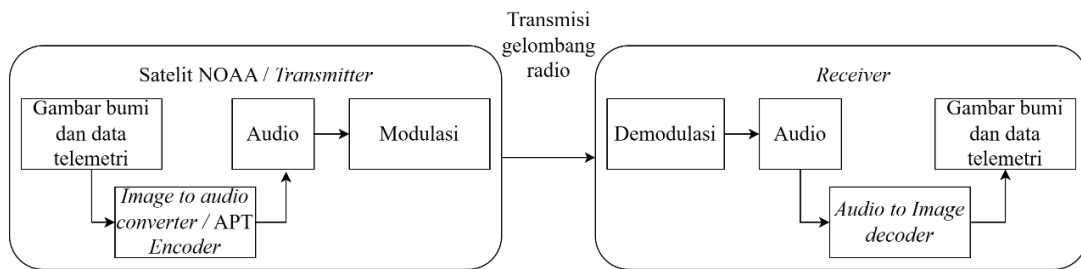 Transmisi
gelombang
radio
Satelit NOAA / Transmitter
Gambar bumi
dan data
telemetri
Image to audio
converter / APT
Encoder
Audio
Modulasi
Receiver
Demodulasi
Audio
Audio to Image
decoder
Gambar bumi
dan data
telemetri